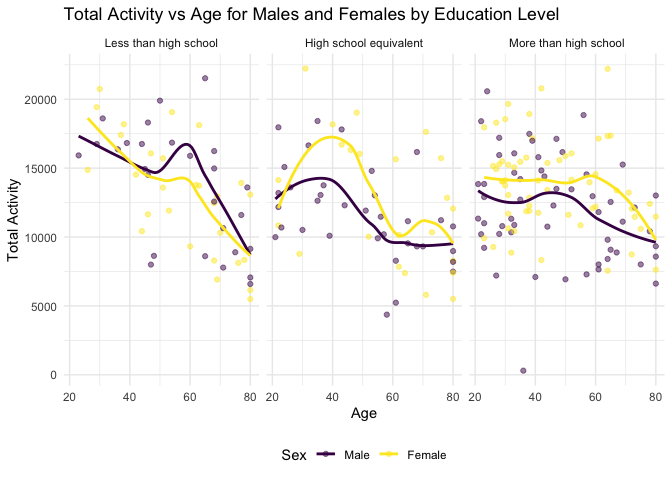 Total Activity vs Age for Males and Females by Education Level
Less than high school
High school equivalent
More than high school
Total Activity
20000
15000
10000
5000
0
20 40 60 80 20 40 60 80 20 40 60 80
Age
Sex Male Female